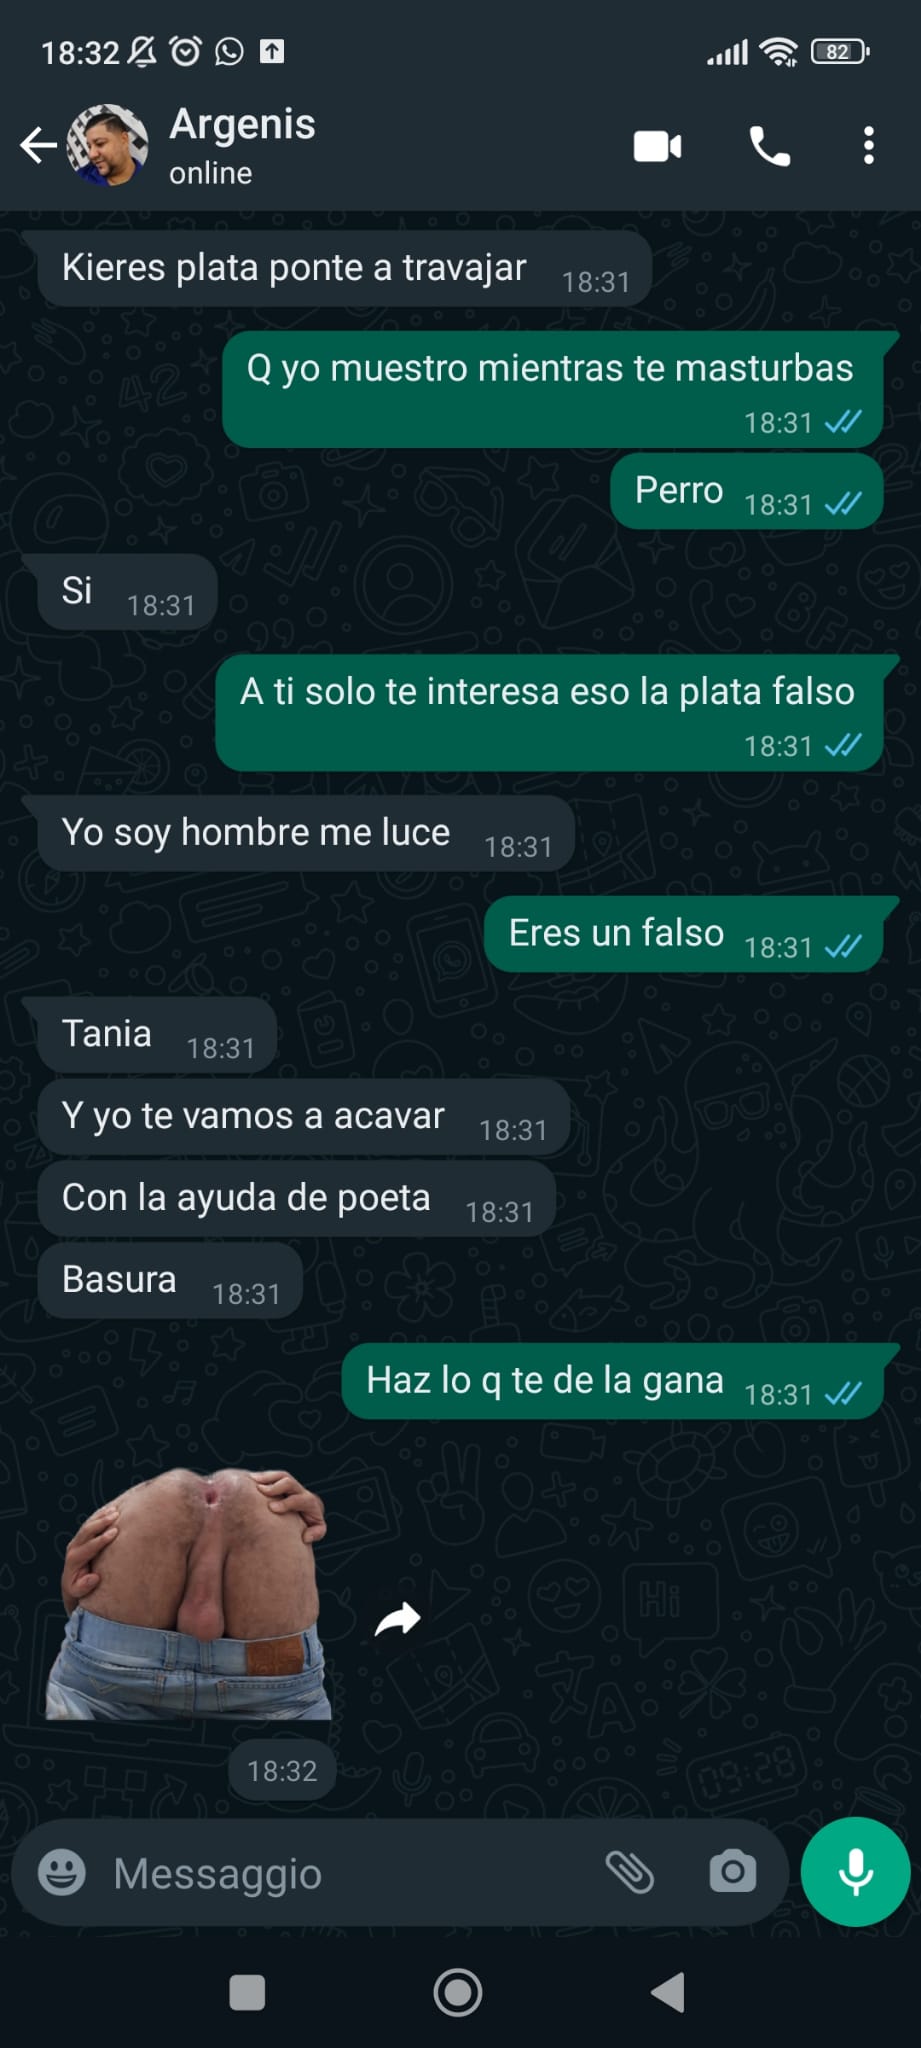 18:32
82
Argenis
online
Kieres plata ponte a travajar 18:31
Q yo muestro mientras te masturbas
18:31
Perro 18:31
Si 18:31
A ti solo te interesa eso la plata falso
18:31
Yo soy hombre me luce 18:31
Eres un falso 18:31
Tania 18:31
Y yo te vamos a acavar 18:31
Con la ayuda de poeta 18:31
Basura 18:31
Haz lo q te de la gana 18:31
18:32
Messaggio